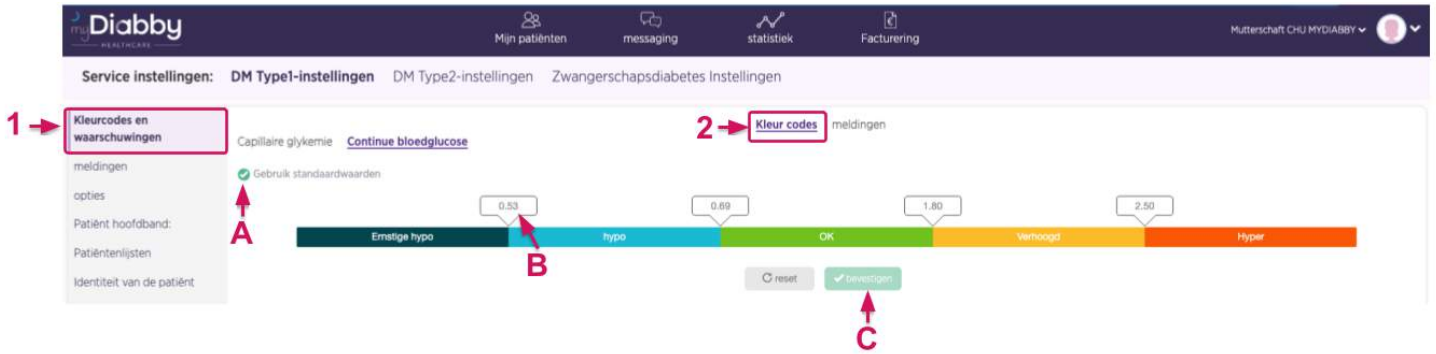 myDiabby
HEALTHCARE
Mijn patiënten
messaging
statistiek
Facturering
Mutterschaft CHU MYDIABBY
Service instellingen: DM Type1-instellingen DM Type2-instellingen Zwangerschapsdiabetes Instellingen
1
Kleurcodes en
waarschuwingen
meldingen
opties
Patiënt hoofdband:
Patiëntenlijsten
Identiteit van de patiënt
2
Kleur codes meldingen
Capillaire glykemie Continue bloedglucose
Gebruik standaardwaarden
A
0.53 0.69 1.80 2.50
Ernstige hypo hypo OK Verhoogd Hyper
B
reset bevestigen
C